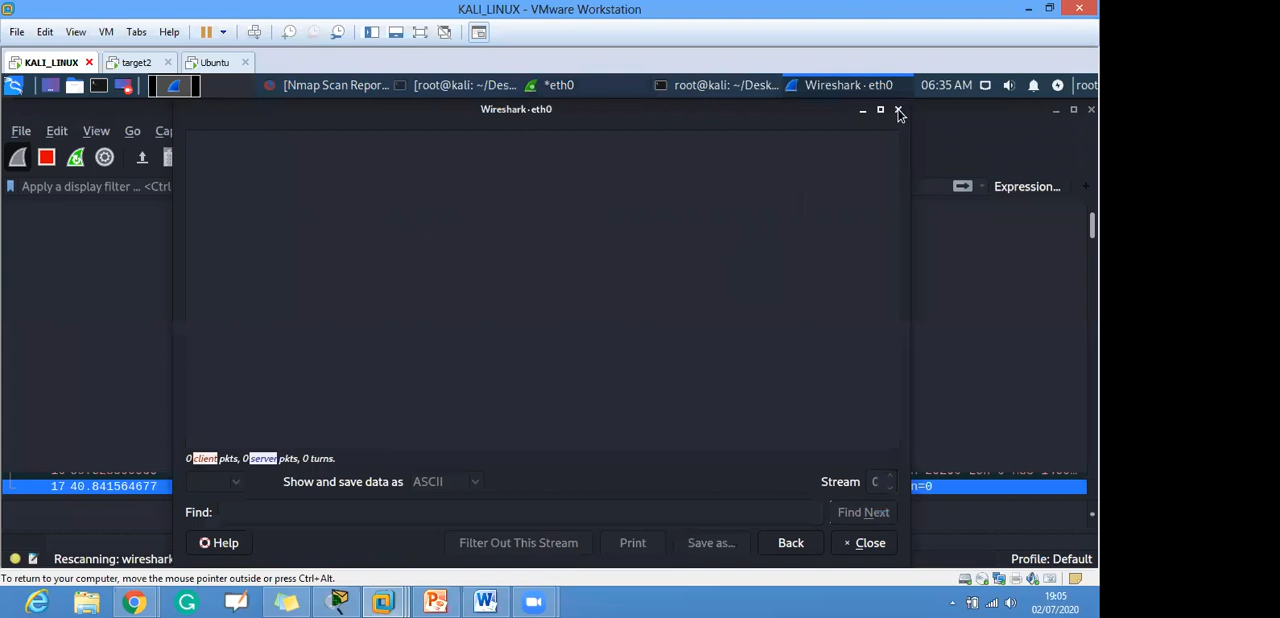 KALI_LINUX - VMware Workstation
File Edit View VM Tabs Help
KALI_LINUX target2 Ubuntu
[Nmap Scan Repor... [root@kali: ~/Des... *eth0 root@kali: ~/Desk... Wireshark · eth0 06:35 AM root
Wireshark · eth0
File Edit View Go Cap
Apply a display filter ... <Ctrl Expression... +
0 client pkts, 0 server pkts, 0 turns.
Show and save data as ASCII Stream
17 40.841564677 n=0
Find: Find Next
Help Filter Out This Stream Print Save as... Back × Close
Rescanning: wireshark Profile: Default
To return to your computer, move the mouse pointer outside or press Ctrl+Alt.
19:05
02/07/2020